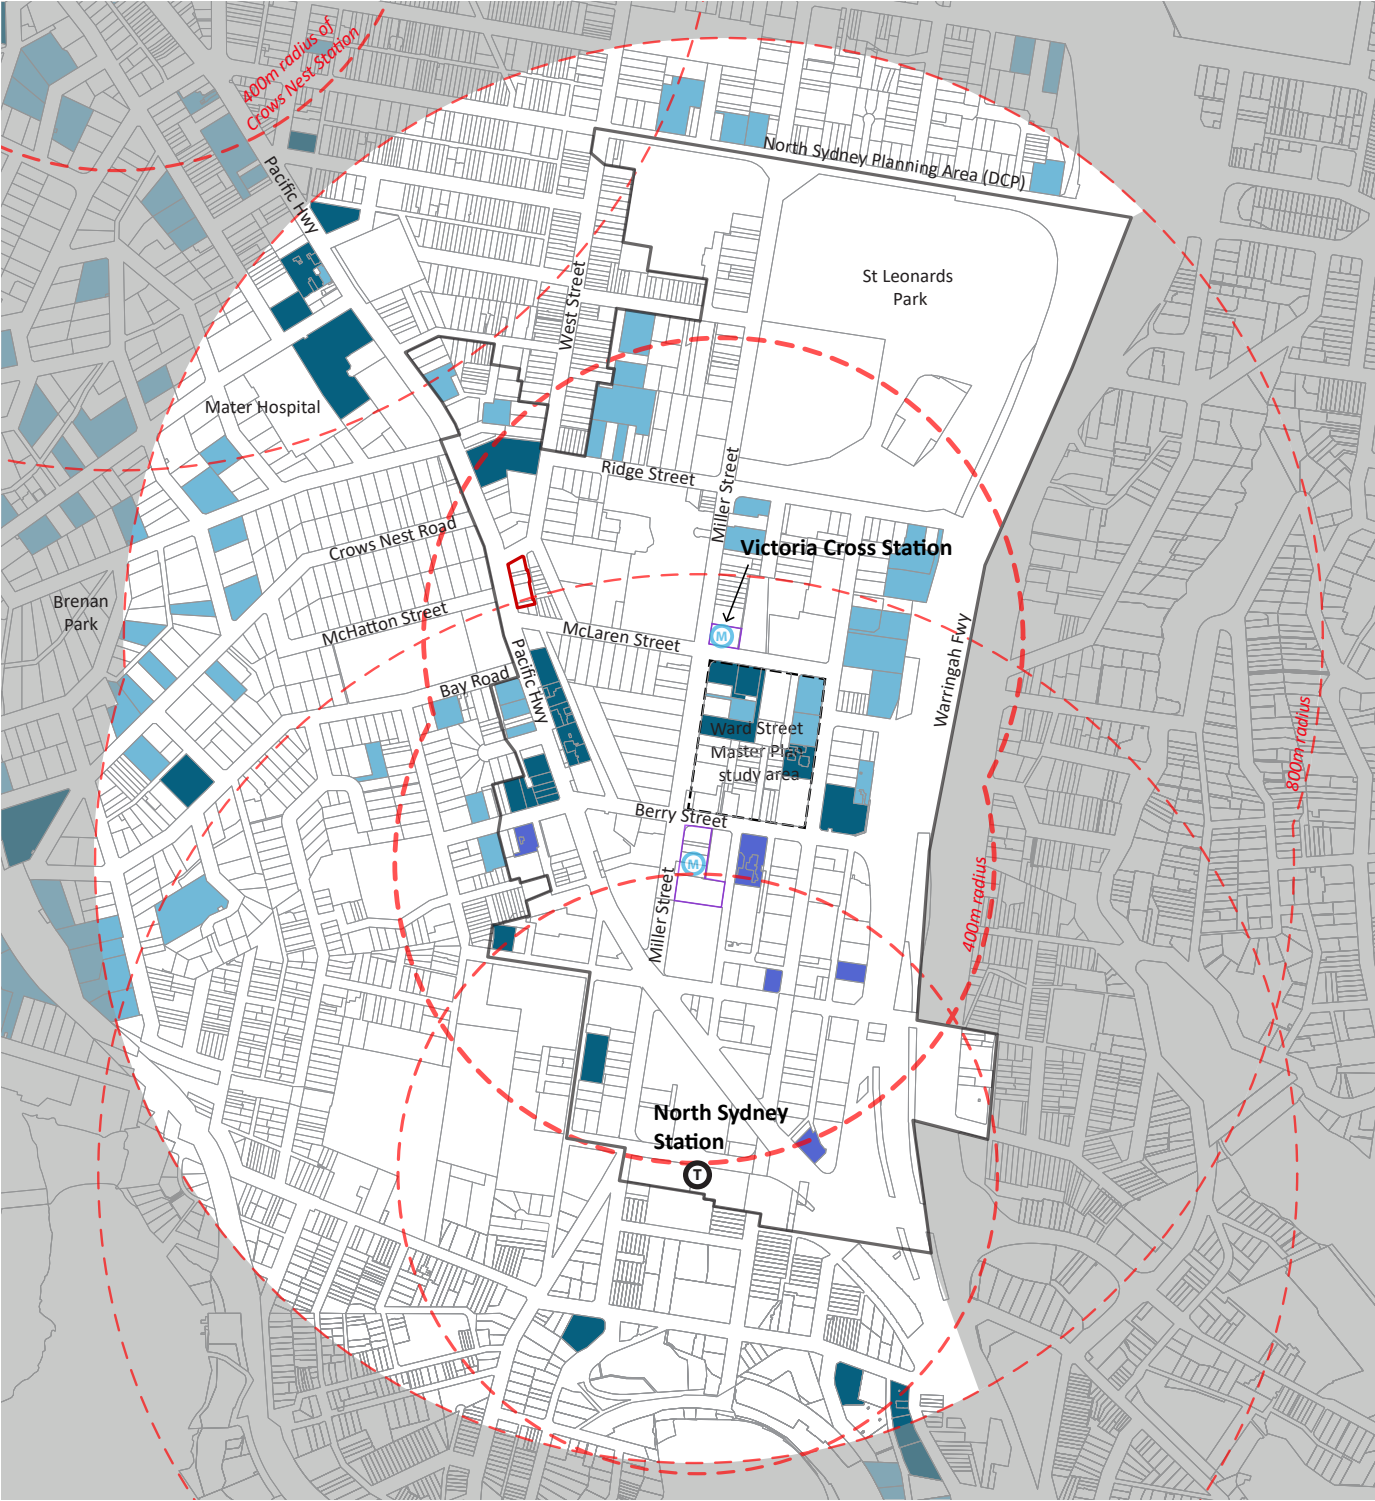 400m radius of
Crows Nest Station
Pacific Hwy
North Sydney Planning Area (DCP)
St Leonards
Park
West Street
Mater Hospital
Ridge Street
Miller Street
Crows Nest Road
Victoria Cross Station
Brenan
Park
McHatton Street
McLaren Street
M
Bay Road
Pacific Hwy
Warringah Fwy
Ward Street
Master Plan
study area
800m radius
Berry Street
M
Miller Street
400m radius
North Sydney
Station
T